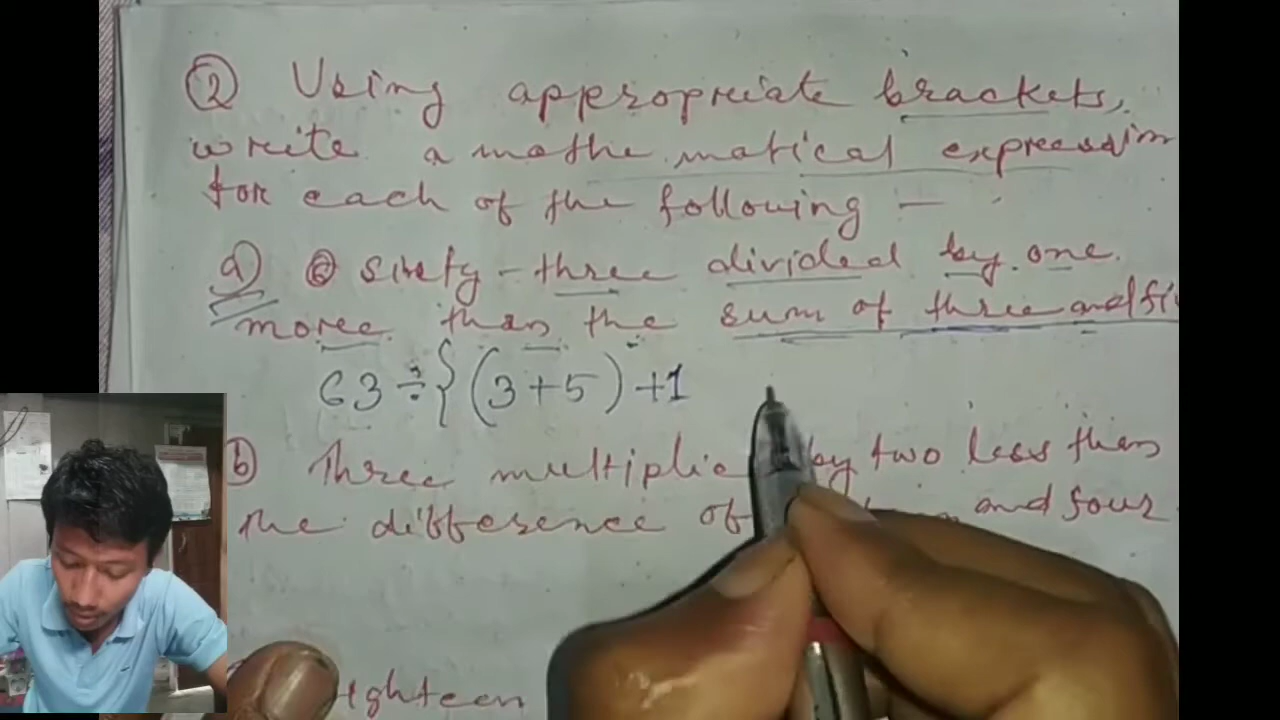 ② Using appropriate brackets,
write a mathematical expression
for each of the following —
a) Sixty-three divided by one
more than the sum of three and
63 ÷ { (3+5) +1
b) Three multiplie by two less than
the difference of and four
ighteen